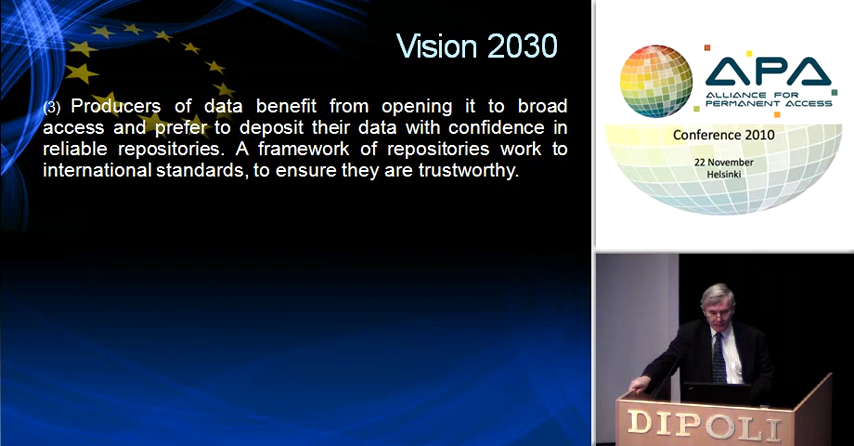 Vision 2030
(3) Producers of data benefit from opening it to broad
access and prefer to deposit their data with confidence in
reliable repositories. A framework of repositories work to
international standards, to ensure they are trustworthy.
APA
ALLIANCE FOR
PERMANENT ACCESS
Conference 2010
22 November
Helsinki
DIPOLI